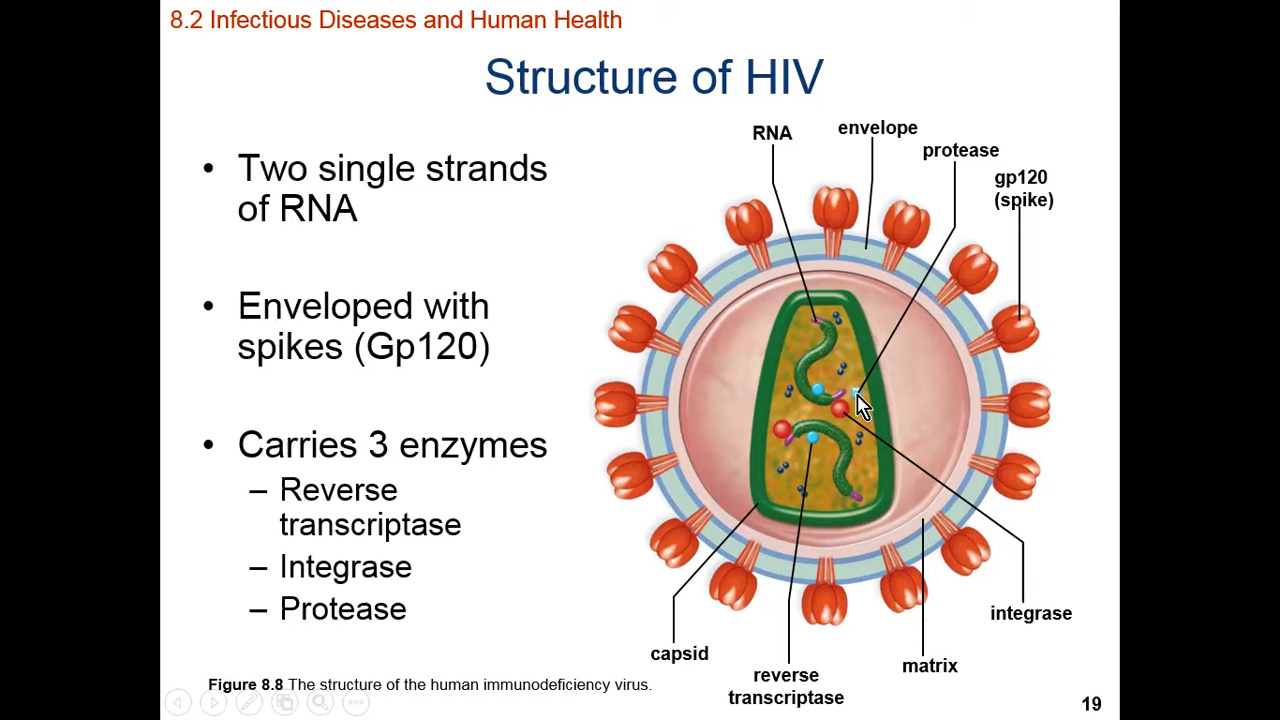 8.2 Infectious Diseases and Human Health
Structure of HIV
• Two single strands
of RNA
• Enveloped with
spikes (Gp120)
• Carries 3 enzymes
– Reverse
transcriptase
– Integrase
– Protease
RNA
envelope
protease
gp120
(spike)
integrase
matrix
capsid
reverse
transcriptase
Figure 8.8 The structure of the human immunodeficiency virus.
19